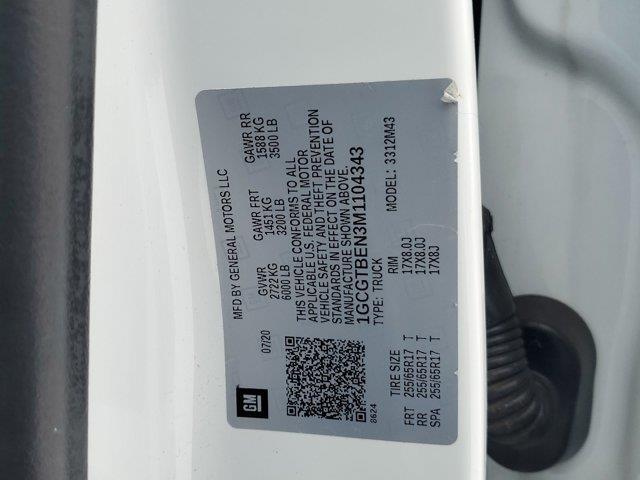 GM
07/20
MFD BY GENERAL MOTORS LLC
GVWR GAWR FRT GAWR RR
2722 KG 1451 KG 1588 KG
6000 LB 3200 LB 3500 LB
THIS VEHICLE CONFORMS TO ALL
APPLICABLE U.S. FEDERAL MOTOR
VEHICLE SAFETY AND THEFT PREVENTION
STANDARDS IN EFFECT ON THE DATE OF
MANUFACTURE SHOWN ABOVE.
1GCGTBEN3M1104343
TYPE: TRUCK MODEL: 3312M43
8624
TIRE SIZE RIM
FRT 255/65R17 T 17X8.0J
RR 255/65R17 T 17X8.0J
SPA 255/65R17 T 17X8J